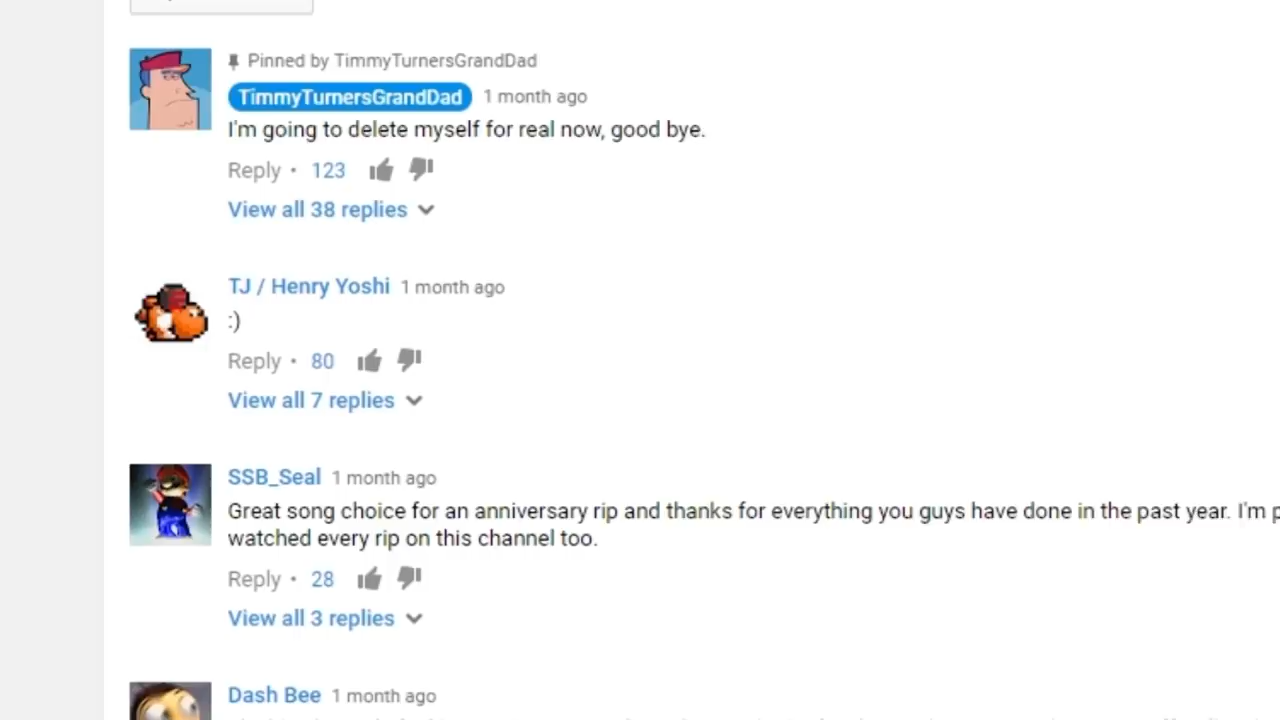 Pinned by TimmyTurnersGrandDad
TimmyTurnersGrandDad 1 month ago
I'm going to delete myself for real now, good bye.
Reply • 123
View all 38 replies
TJ / Henry Yoshi 1 month ago
:)
Reply • 80
View all 7 replies
SSB_Seal 1 month ago
Great song choice for an anniversary rip and thanks for everything you guys have done in the past year. I'm p
watched every rip on this channel too.
Reply • 28
View all 3 replies
Dash Bee 1 month ago